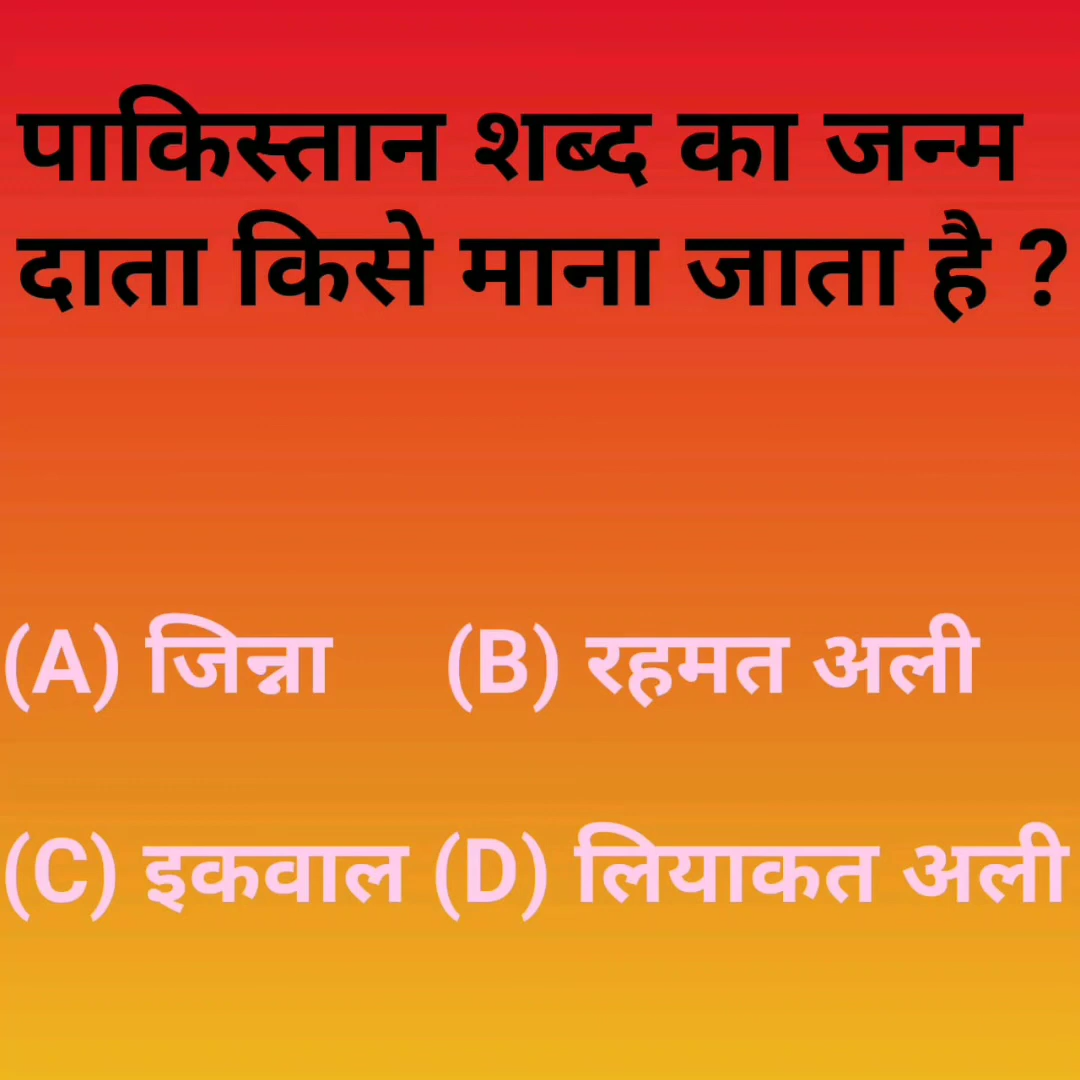 पाकिस्तान शब्द का जन्म
दाता किसे माना जाता है ?
(A) जिन्ना (B) रहमत अली
(C) इकवाल (D) लियाकत अली